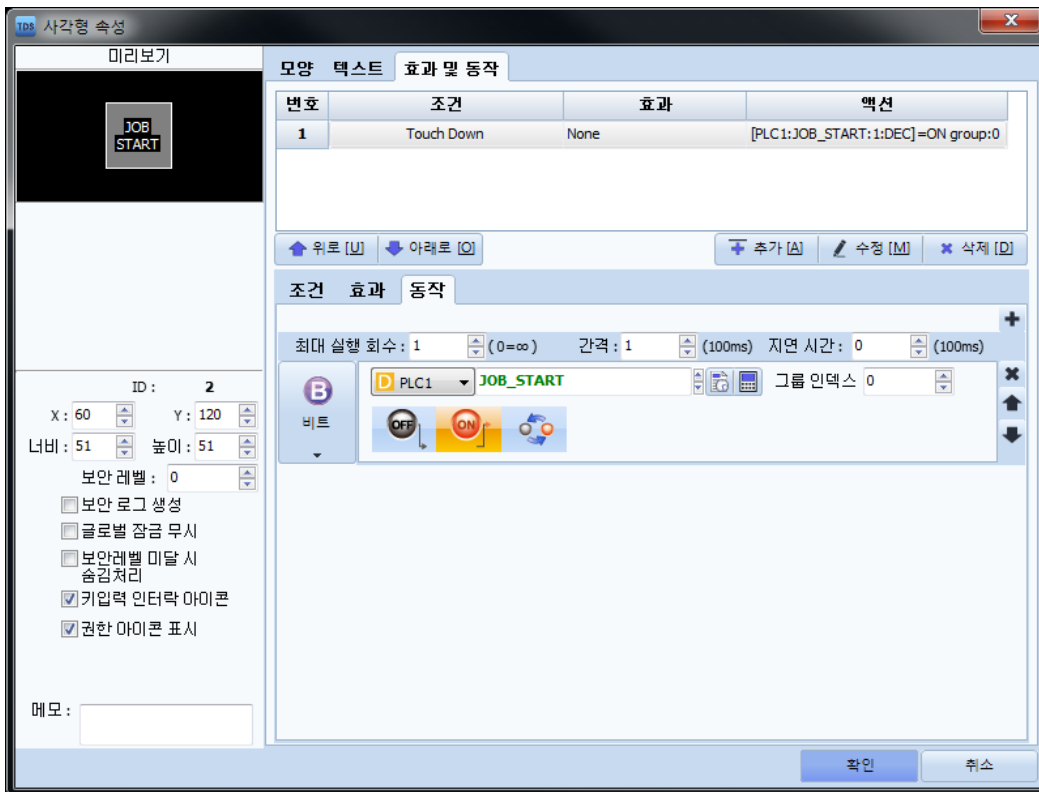 TDS 사각형 속성
미리보기
JOB
START
모양 텍스트 효과 및 동작
번호 조건 효과 액션
1 Touch Down None [PLC1:JOB_START:1:DEC]=ON group:0
위로 [U] 아래로 [O] 추가 [A] 수정 [M] 삭제 [D]
조건 효과 동작
최대 실행 회수 : 1 ( 0=∞ ) 간격 : 1 (100ms) 지연 시간 : 0 (100ms)
B 비트
D PLC1 JOB_START 그룹 인덱스 0
OFF ON
ID : 2
X : 60 Y : 120
너비 : 51 높이 : 51
보안 레벨 : 0
보안 로그 생성
글로벌 잠금 무시
보안레벨 미달 시
숨김처리
키입력 인터락 아이콘
권한 아이콘 표시
메모 :
확인 취소